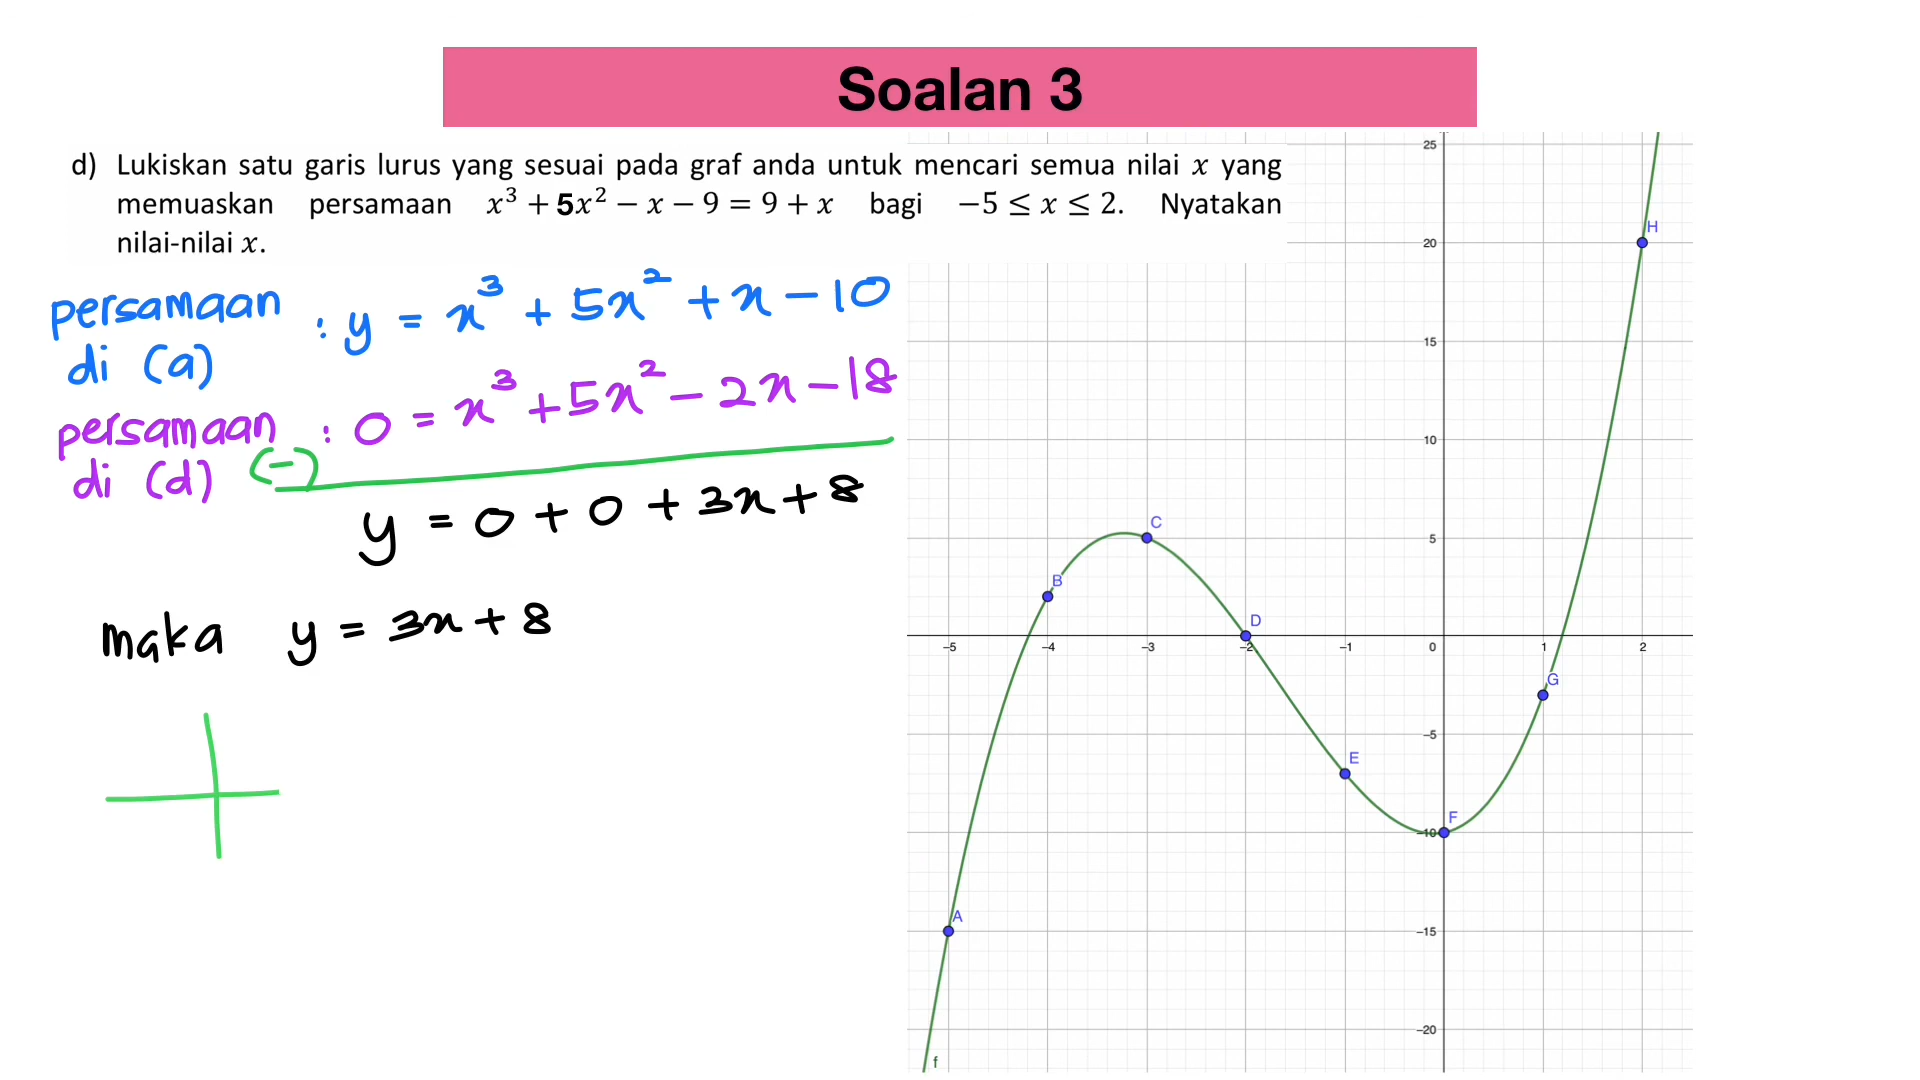 Soalan 3
d) Lukiskan satu garis lurus yang sesuai pada graf anda untuk mencari semua nilai x yang
memuaskan persamaan x³ + 5x² − x − 9 = 9 + x bagi −5 ≤ x ≤ 2. Nyatakan
nilai-nilai x.
persamaan di (a) : y = x³ + 5x² + x − 10
persamaan di (d) : 0 = x³ + 5x² − 2x − 18
(−)
y = 0 + 0 + 3x + 8
maka y = 3x + 8
25
20
H
15
10
5
C
B
D
−5 −4 −3 −2 −1 0 1 2
G
−5
E
F
−10
A
−15
−20
f